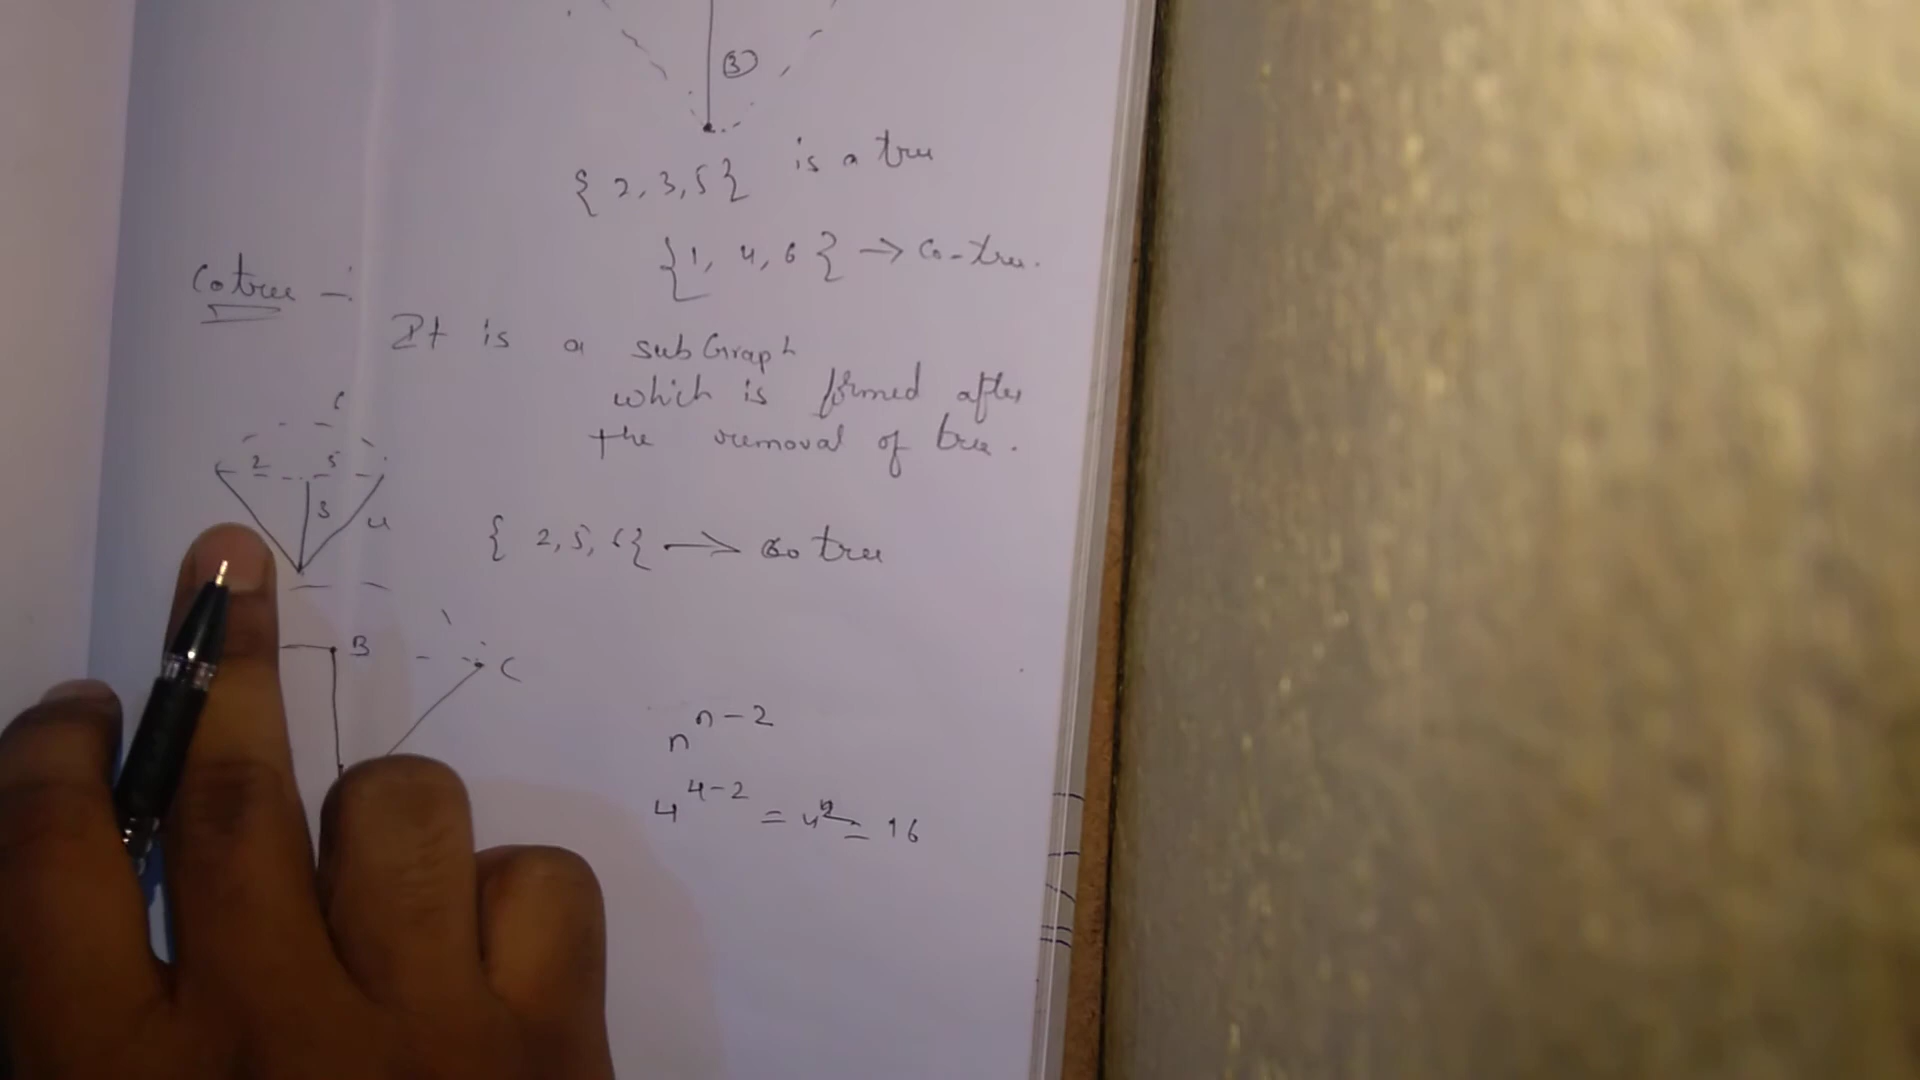 3
{ 2, 3, 5 } is a tree
{ 1, 4, 6 } → Co-tree.
Cotree -:
It is a subGraph
which is formed after
the removal of tree.
6
2 5
3 4
{ 2, 5, 6 } → Co tree
B
C
n^n-2
4^4-2 = 4^2 = 16